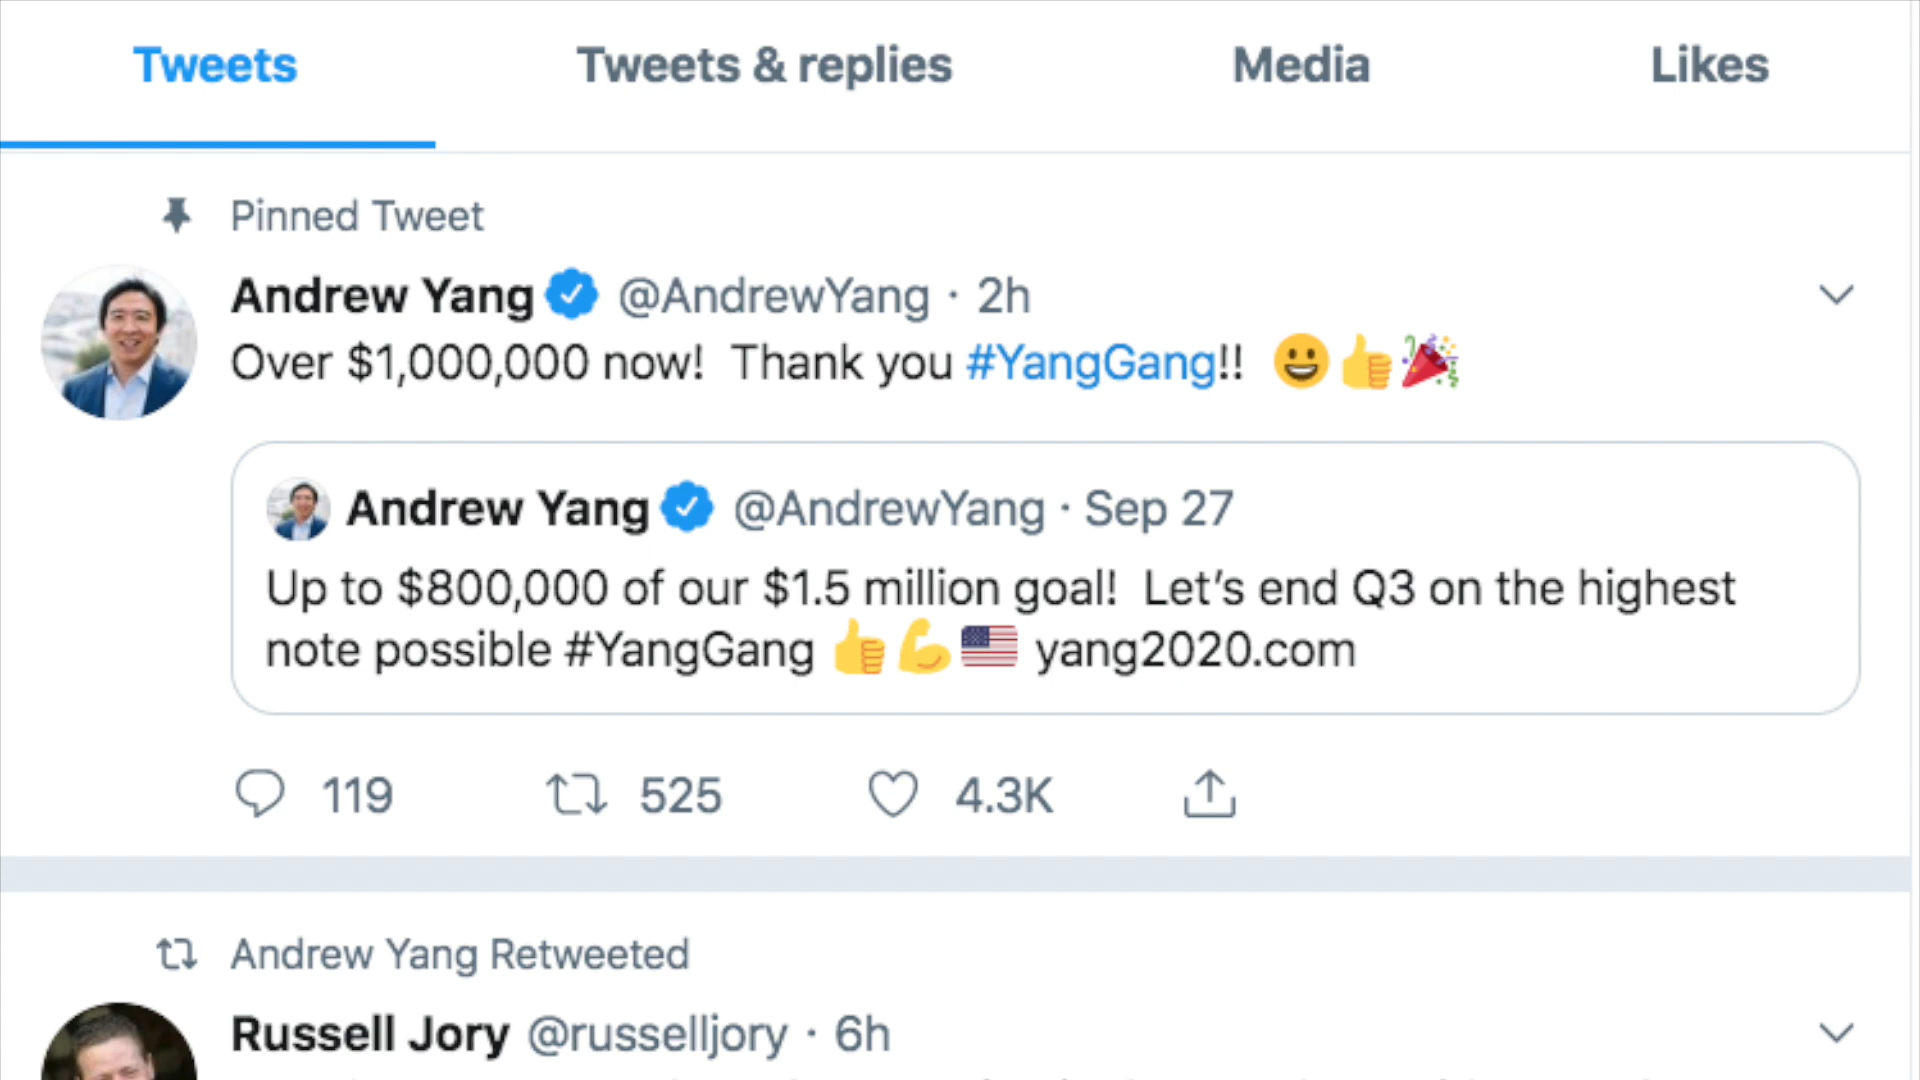 Tweets Tweets & replies Media Likes
Pinned Tweet
Andrew Yang @AndrewYang · 2h
Over $1,000,000 now! Thank you #YangGang!! 😀👍🎉
Andrew Yang @AndrewYang · Sep 27
Up to $800,000 of our $1.5 million goal! Let's end Q3 on the highest
note possible #YangGang 👍💪🇺🇸 yang2020.com
119 525 4.3K
Andrew Yang Retweeted
Russell Jory @russelljory · 6h